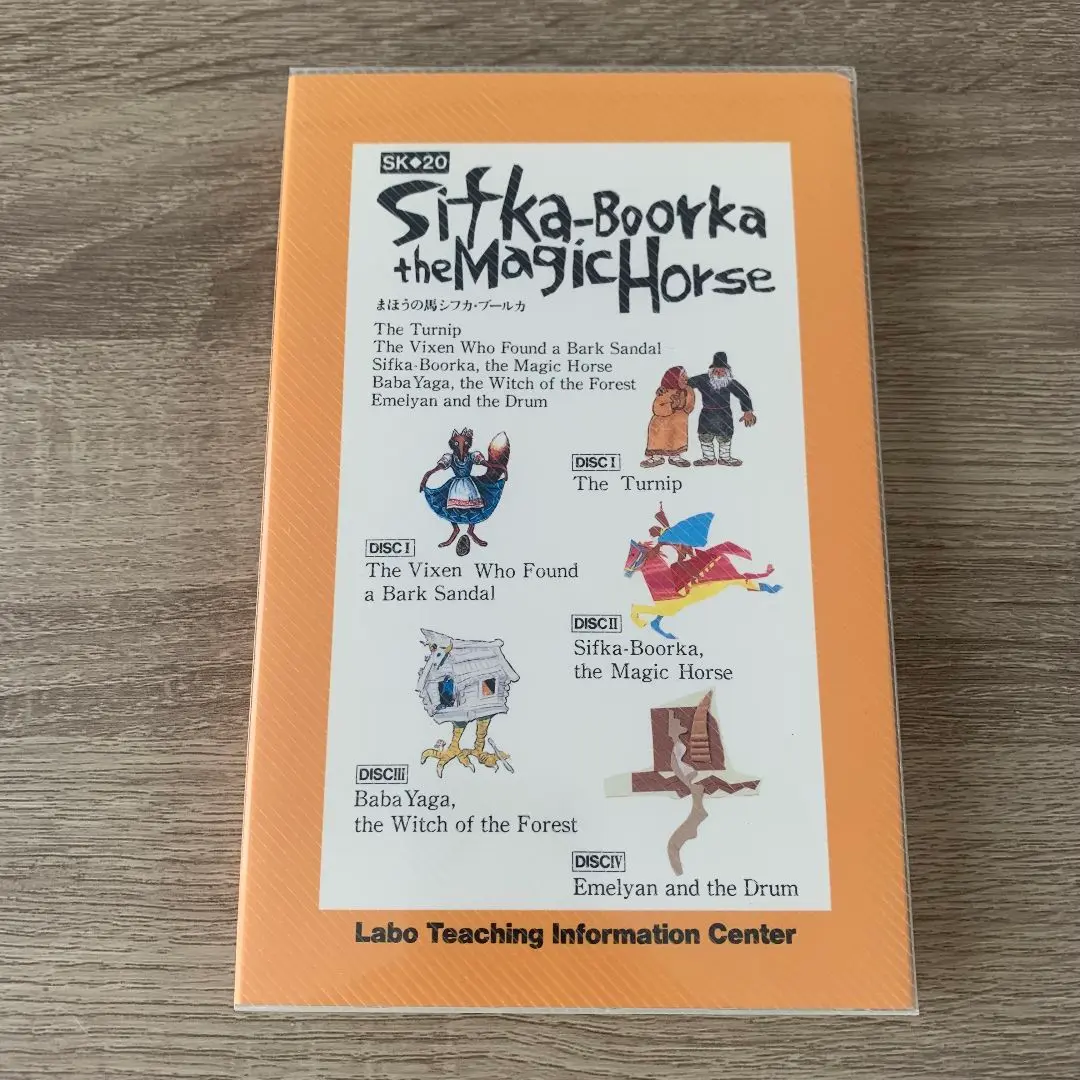 SK◆20
Sifka-Boorka
the Magic Horse
まほうの馬シフカ・ブールカ
The Turnip
The Vixen Who Found a Bark Sandal
Sifka-Boorka, the Magic Horse
Baba Yaga, the Witch of the Forest
Emelyan and the Drum
DISC I
The Turnip
DISC I
The Vixen Who Found
a Bark Sandal
DISC II
Sifka-Boorka,
the Magic Horse
DISC III
Baba Yaga,
the Witch of the Forest
DISC IV
Emelyan and the Drum
Labo Teaching Information Center